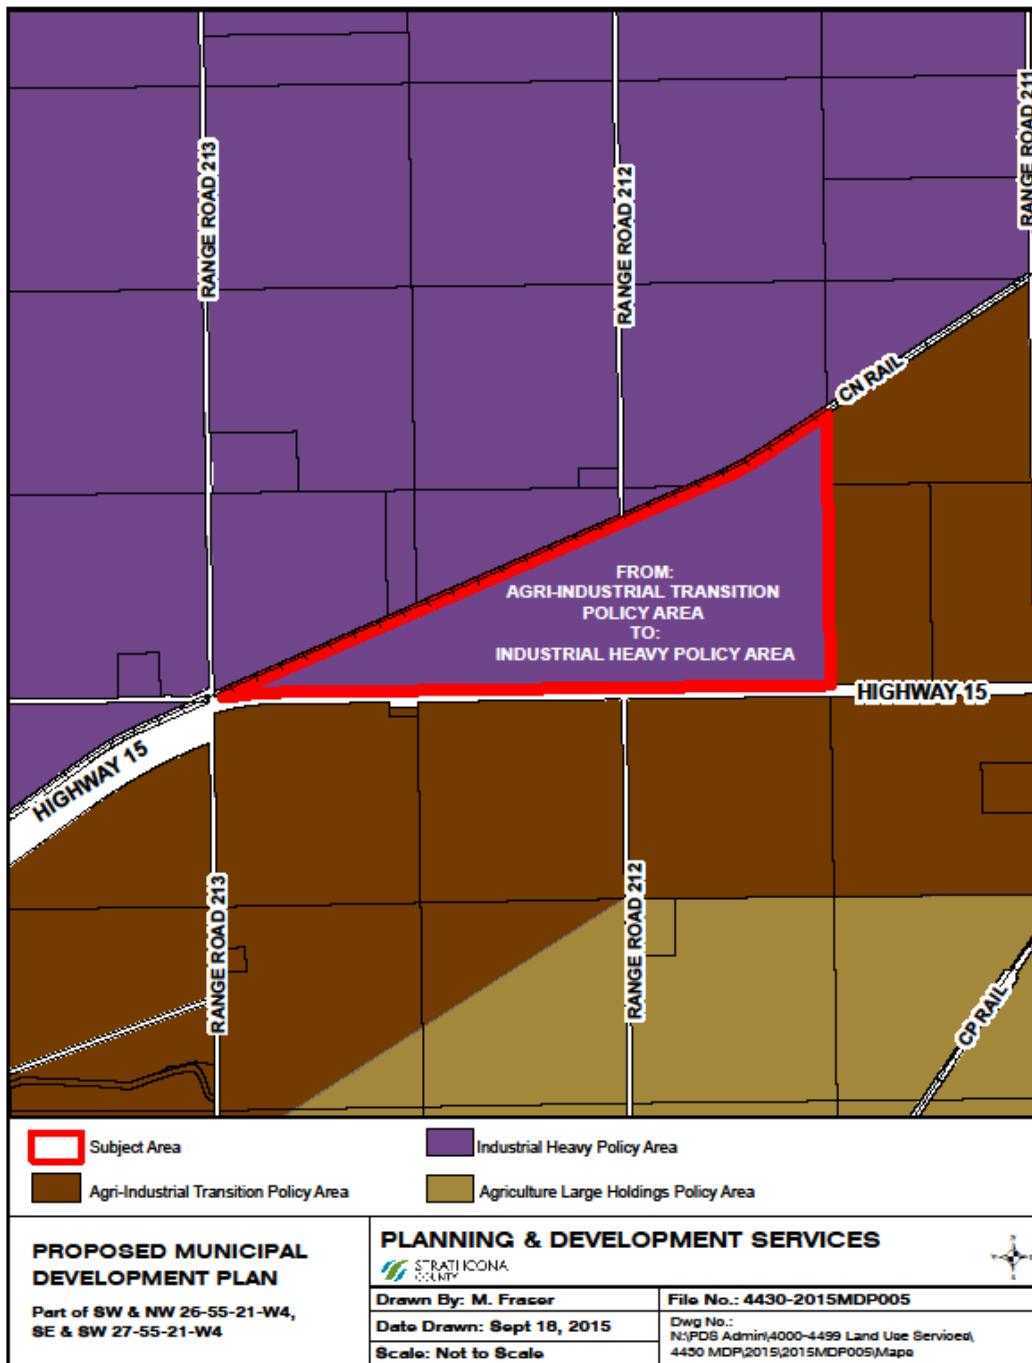 RANGE ROAD 213
RANGE ROAD 212
RANGE ROAD 211
CN RAIL
FROM:
AGRI-INDUSTRIAL TRANSITION
POLICY AREA
TO:
INDUSTRIAL HEAVY POLICY AREA
HIGHWAY 15
HIGHWAY 15
RANGE ROAD 213
RANGE ROAD 212
CP RAIL
Subject Area
Industrial Heavy Policy Area
Agri-Industrial Transition Policy Area
Agriculture Large Holdings Policy Area
PROPOSED MUNICIPAL
DEVELOPMENT PLAN
Part of SW & NW 26-55-21-W4,
SE & SW 27-55-21-W4
PLANNING & DEVELOPMENT SERVICES
STRATHCONA
COUNTY
Drawn By: M. Fraser
File No.: 4430-2015MDP005
Date Drawn: Sept 18, 2015
Dwg No.:
N:\PDS Admin\4000-4499 Land Use Services\
4430 MDP\2015\2015MDP005\Maps
Scale: Not to Scale